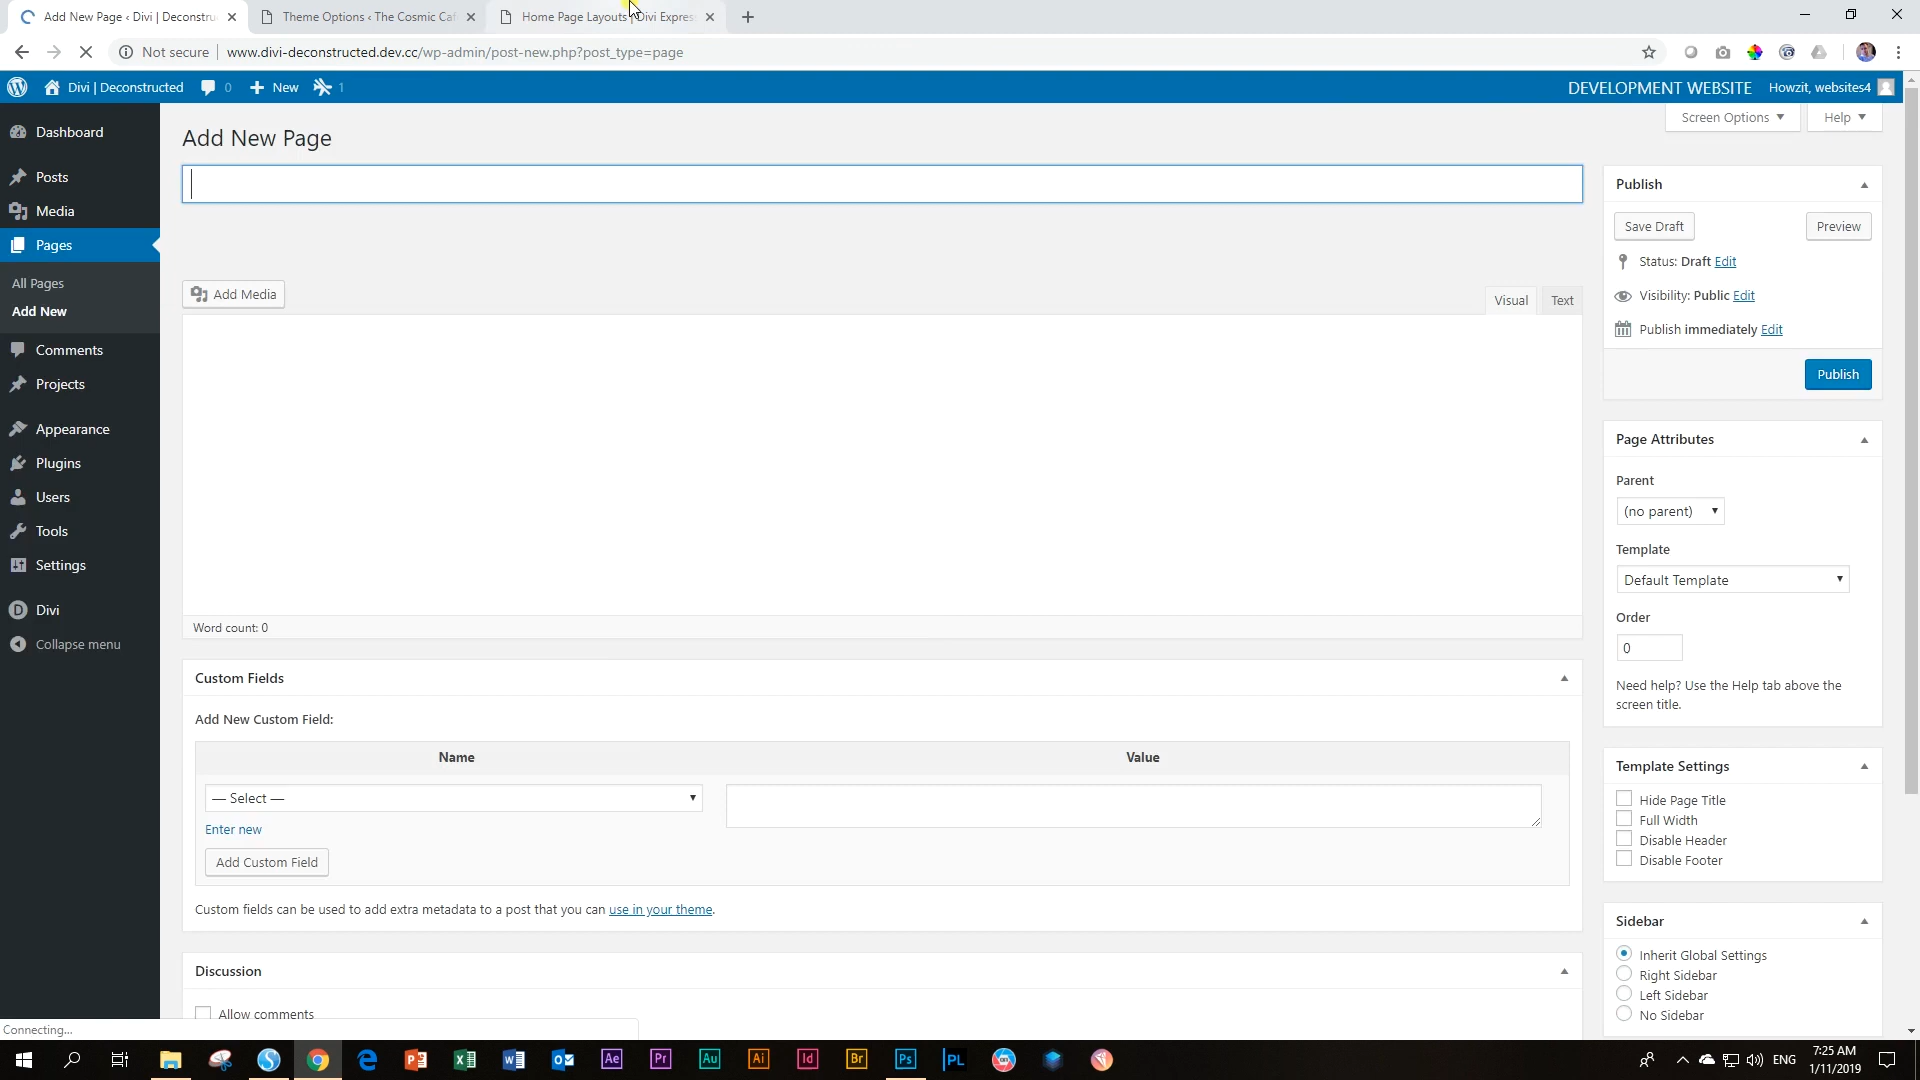 Add New Page ‹ Divi | Deconstru
Theme Options ‹ The Cosmic Caf
Home Page Layouts | Divi Expres
Not secure
www.divi-deconstructed.dev.cc/wp-admin/post-new.php?post_type=page
Divi | Deconstructed
0
New
1
DEVELOPMENT WEBSITE
Howzit, websites4
Screen Options
Help
Dashboard
Posts
Media
Pages
All Pages
Add New
Comments
Projects
Appearance
Plugins
Users
Tools
Settings
Divi
Collapse menu
Add New Page
Add Media
Visual
Text
Word count: 0
Custom Fields
Add New Custom Field:
Name
Value
— Select —
Enter new
Add Custom Field
Custom fields can be used to add extra metadata to a post that you can use in your theme.
Discussion
Allow comments
Publish
Save Draft
Preview
Status: Draft Edit
Visibility: Public Edit
Publish immediately Edit
Publish
Page Attributes
Parent
(no parent)
Template
Default Template
Order
0
Need help? Use the Help tab above the
screen title.
Template Settings
Hide Page Title
Full Width
Disable Header
Disable Footer
Sidebar
Inherit Global Settings
Right Sidebar
Left Sidebar
No Sidebar
Connecting...
Ae
Pr
Au
Ai
Id
Br
Ps
PL
ENG
7:25 AM
1/11/2019